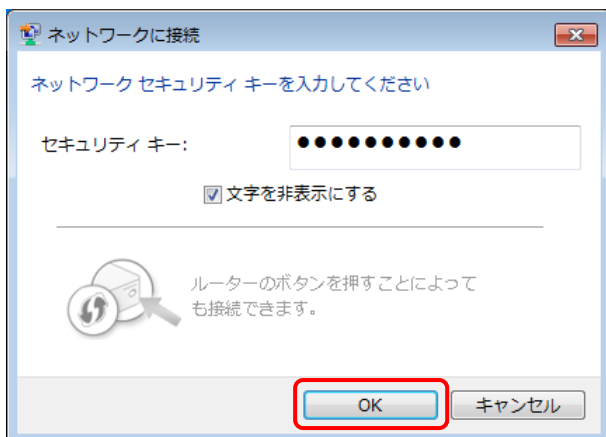 ネットワークに接続
ネットワーク セキュリティ キーを入力してください
セキュリティ キー:
●●●●●●●●●●
文字を非表示にする
ルーターのボタンを押すことによって
も接続できます。
OK
キャンセル